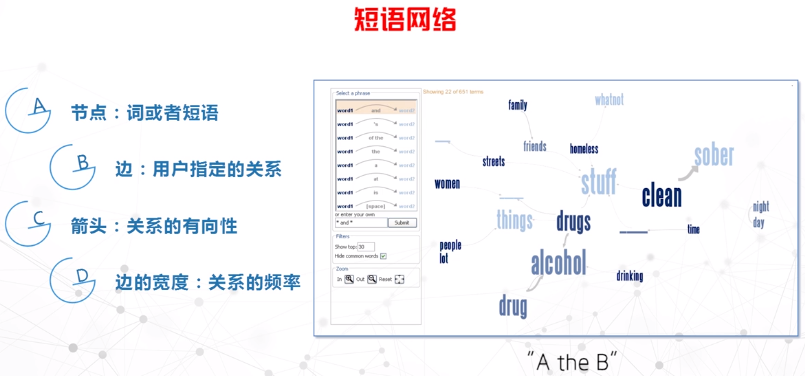 短语网络
A 节点：词或者短语
B 边：用户指定的关系
C 箭头：关系的有向性
D 边的宽度：关系的频率
Select a phrase
word1 and word2
word1 's word2
word1 of the word2
word1 the word2
word1 a word2
word1 at word2
word1 is word2
word1 [space] word2
or enter your own
* and *
Submit
Filters
Show top: 30
Hide common words
Zoom
In Out Reset
Showing 22 of 691 terms
family
whatnot
friends
homeless
streets
sober
women
stuff
clean
things
drugs
night
day
time
people
lot
alcohol
drinking
drug
"A the B"